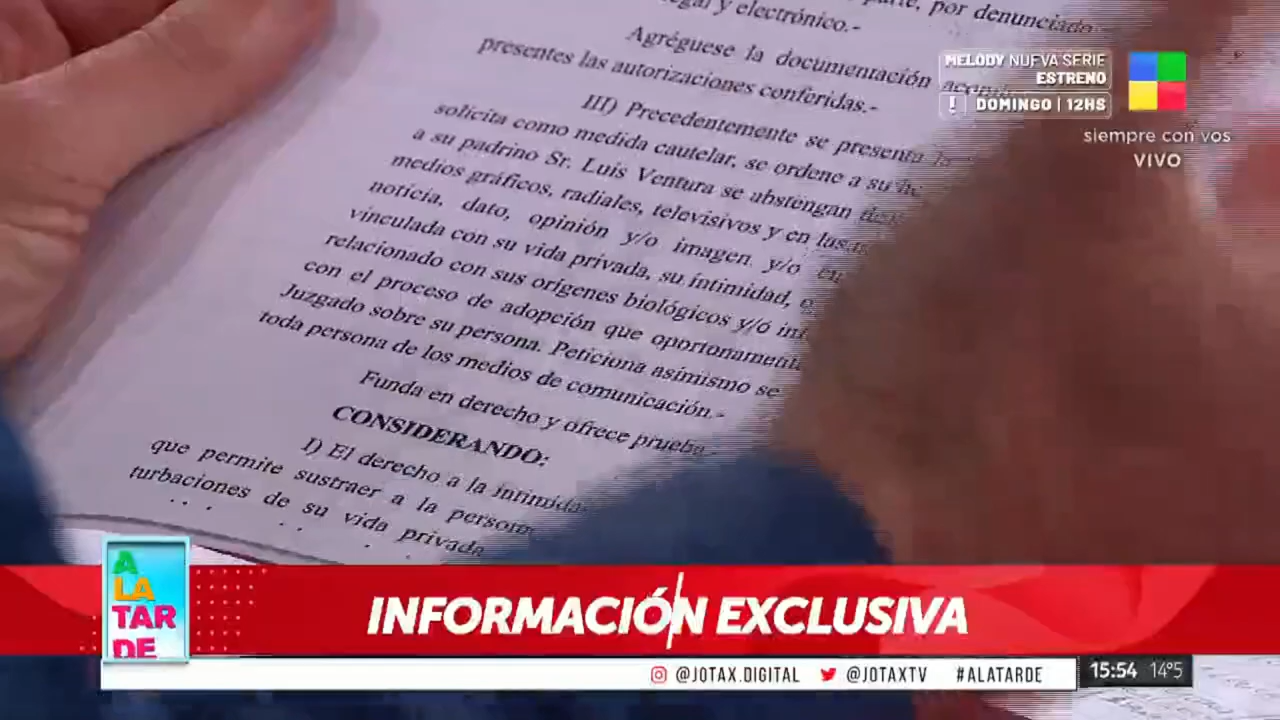 parte, por denunciado
legal y electrónico.-
Agréguese la documentación
presentes las autorizaciones conferidas.-
III) Precedentemente se presenta la
solicita como medida cautelar, se ordene a su
a su padrino Sr. Luis Ventura se abstengan
medios gráficos, radiales, televisivos y en las
noticia, dato, opinión y/o imagen y/o
vinculada con su vida privada, su intimidad,
relacionado con sus orígenes biológicos y/ó
con el proceso de adopción que
Juzgado sobre su persona. Peticiona asimismo se
toda persona de los medios de comunicación.-
Funda en derecho y ofrece prueba.-
CONSIDERANDO:
I) El derecho a la
que permite sustraer a la
turbaciones de su vida privada
MELODY NUEVA SERIE
ESTRENO
DOMINGO | 12HS
siempre con vos
VIVO
A
LA
TAR
DE
INFORMACIÓN EXCLUSIVA
@JOTAX.DIGITAL @JOTAXTV #ALATARDE
15:54 14°5